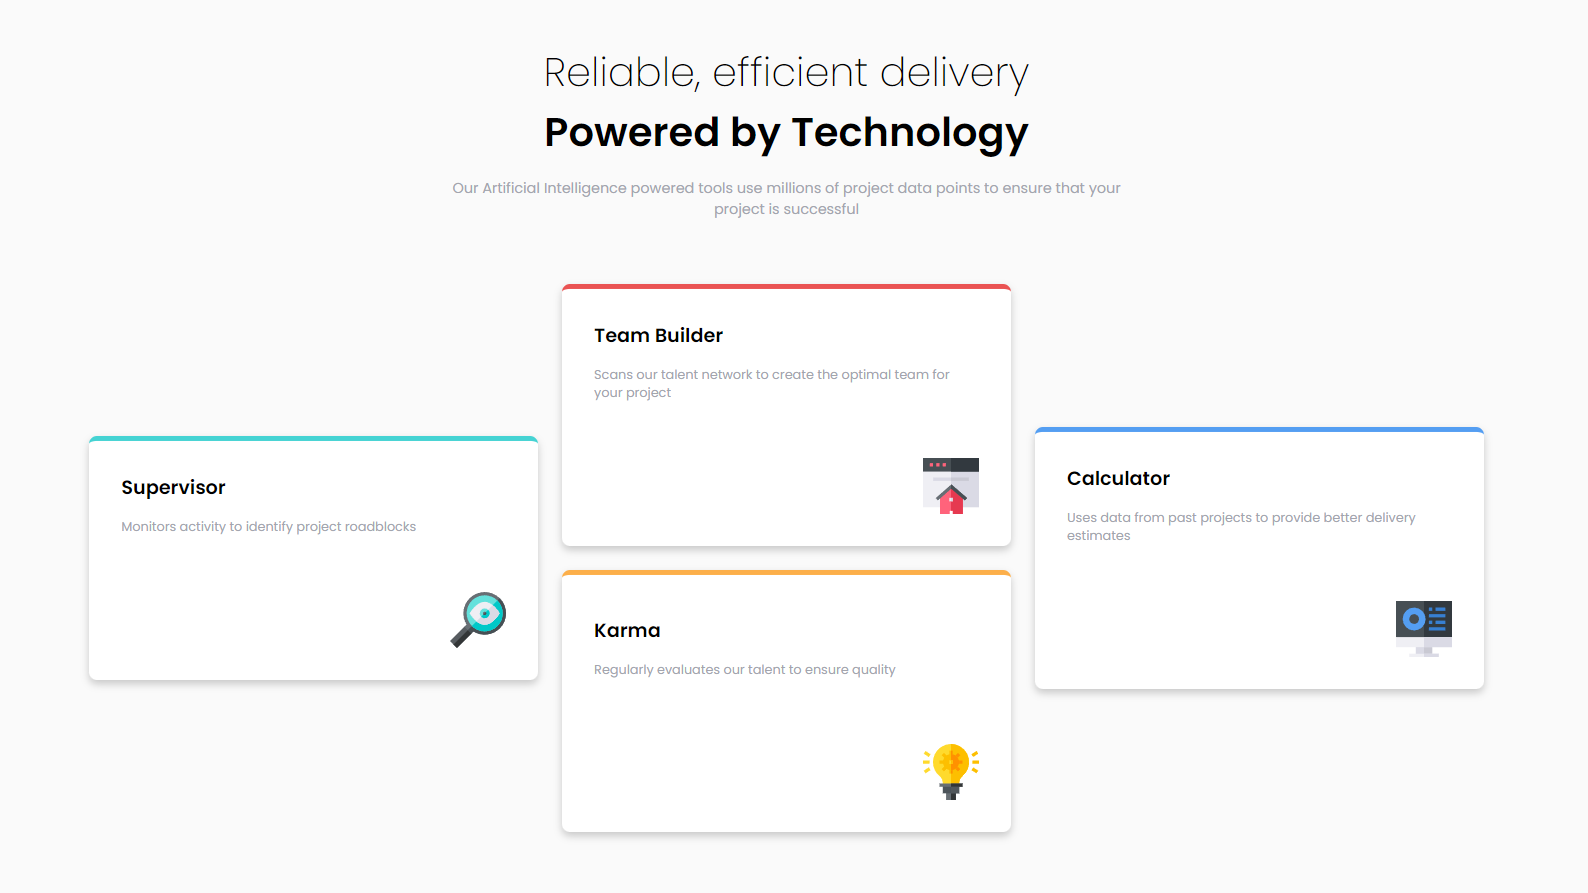 Reliable, efficient delivery
Powered by Technology
Our Artificial Intelligence powered tools use millions of project data points to ensure that your
project is successful
Supervisor
Monitors activity to identify project roadblocks
Team Builder
Scans our talent network to create the optimal team for
your project
Karma
Regularly evaluates our talent to ensure quality
Calculator
Uses data from past projects to provide better delivery
estimates